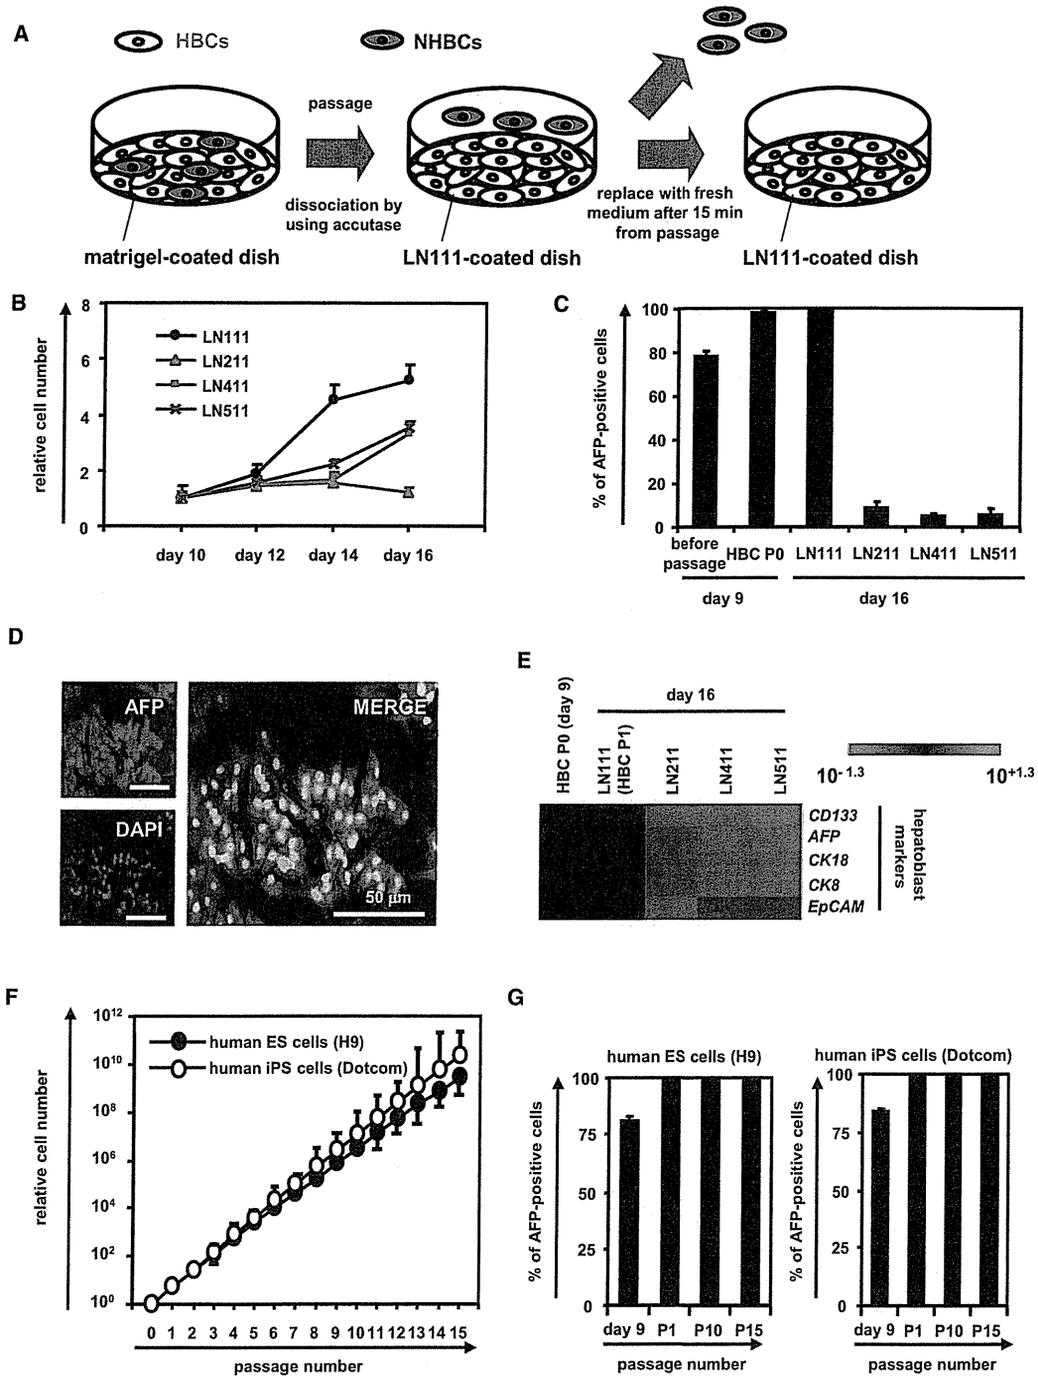 A
HBCs
NHBCs
passage
dissociation by
using accutase
replace with fresh
medium after 15 min
from passage
matrigel-coated dish
LN111-coated dish
LN111-coated dish
B
relative cell number
8
6
4
2
0
LN111
LN211
LN411
LN511
day 10
day 12
day 14
day 16
C
% of AFP-positive cells
100
80
60
40
20
0
before
passage
HBC P0
LN111
LN211
LN411
LN511
day 9
day 16
D
AFP
DAPI
MERGE
50 μm
E
HBC P0 (day 9)
day 16
LN111
(HBC P1)
LN211
LN411
LN511
10-1.3
10+1.3
CD133
AFP
CK18
CK8
EpCAM
hepatoblast
markers
F
relative cell number
10¹²
10¹⁰
10⁸
10⁶
10⁴
10²
10⁰
human ES cells (H9)
human iPS cells (Dotcom)
0 1 2 3 4 5 6 7 8 9 10 11 12 13 14 15
passage number
G
human ES cells (H9)
% of AFP-positive cells
100
75
50
25
0
day 9 P1 P10 P15
passage number
human iPS cells (Dotcom)
% of AFP-positive cells
100
75
50
25
0
day 9 P1 P10 P15
passage number